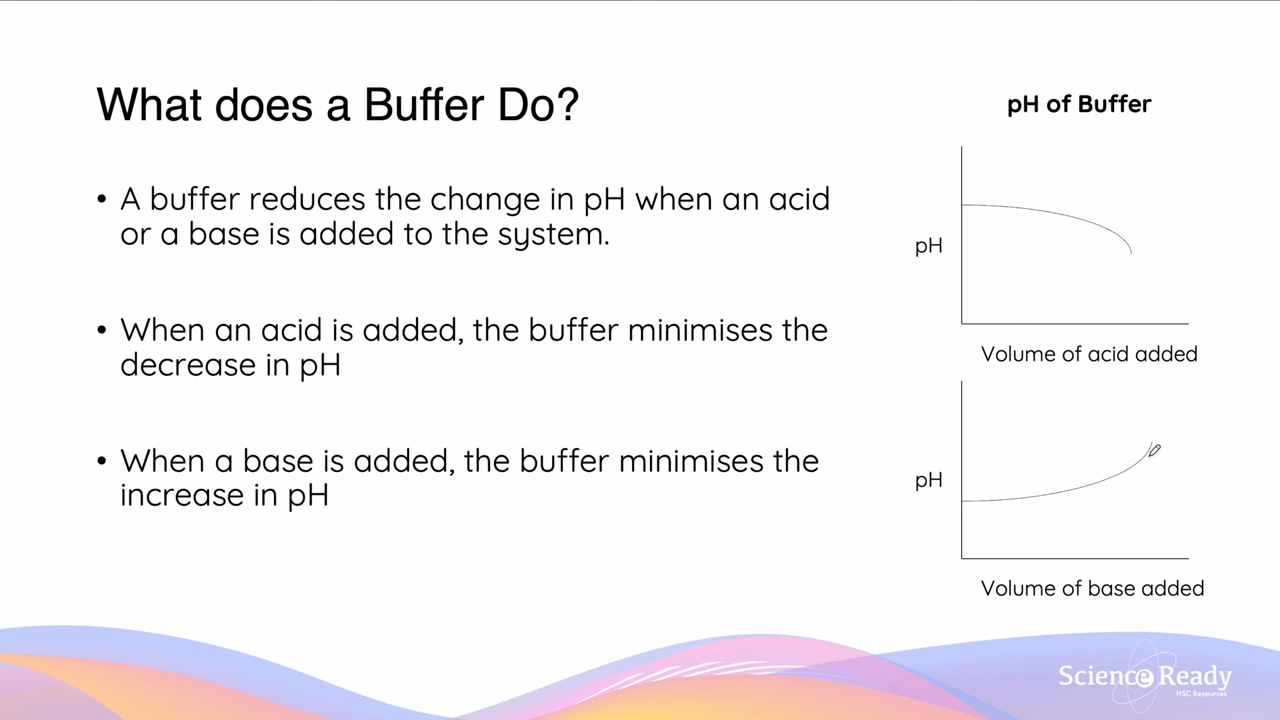 What does a Buffer Do?
• A buffer reduces the change in pH when an acid
or a base is added to the system.
• When an acid is added, the buffer minimises the
decrease in pH
• When a base is added, the buffer minimises the
increase in pH
pH of Buffer
pH
Volume of acid added
pH
Volume of base added
Science Ready
HSC Resources